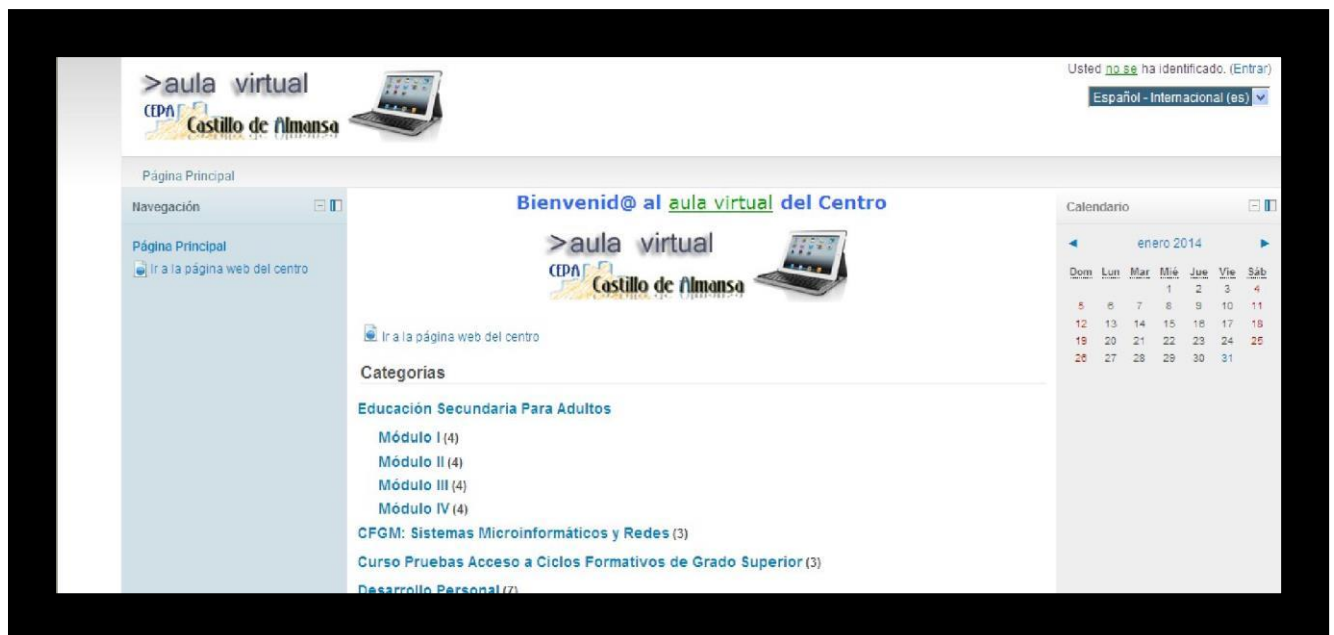 >aula virtual
CEPA
Castillo de Almansa
Usted no se ha identificado. (Entrar)
Español - Internacional (es)
Página Principal
Navegación
Página Principal
Ir a la página web del centro
Bienvenid@ al aula virtual del Centro
>aula virtual
CEPA
Castillo de Almansa
Ir a la página web del centro
Categorías
Educación Secundaria Para Adultos
Módulo I (4)
Módulo II (4)
Módulo III (4)
Módulo IV (4)
CFGM: Sistemas Microinformáticos y Redes (3)
Curso Pruebas Acceso a Ciclos Formativos de Grado Superior (3)
Desarrollo Personal (7)
Calendario
◄ enero 2014 ►
Dom Lun Mar Mié Jue Vie Sáb
1 2 3 4
5 6 7 8 9 10 11
12 13 14 15 16 17 18
19 20 21 22 23 24 25
26 27 28 29 30 31